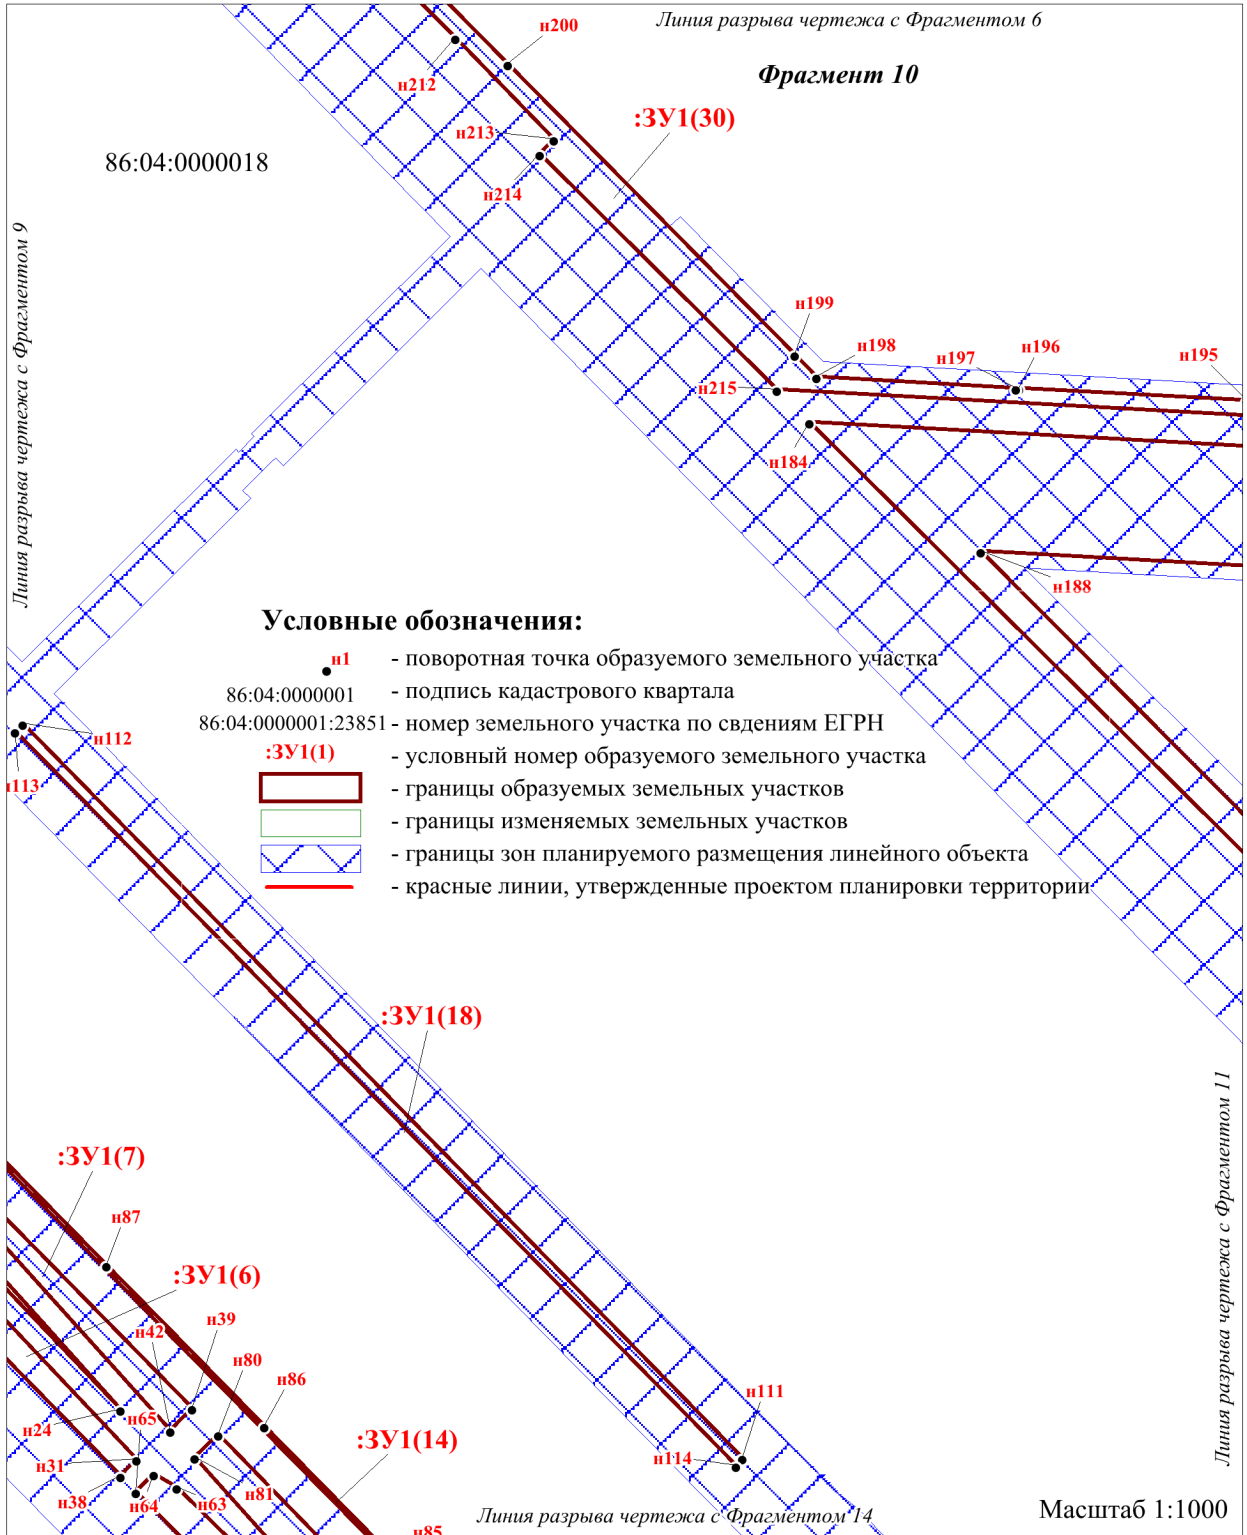 Линия разрыва чертежа с Фрагментом 6
н200
Фрагмент 10
н212
:ЗУ1(30)
н213
86:04:0000018
н214
Линия разрыва чертежа с Фрагментом 9
н199
н198
н197
н196
н195
н215
н184
н188
Условные обозначения:
н1 - поворотная точка образуемого земельного участка
86:04:0000001 - подпись кадастрового квартала
86:04:0000001:23851 - номер земельного участка по свдениям ЕГРН
:ЗУ1(1) - условный номер образуемого земельного участка
- границы образуемых земельных участков
- границы изменяемых земельных участков
- границы зон планируемого размещения линейного объекта
- красные линии, утвержденные проектом планировки территории
н112
н113
:ЗУ1(18)
Линия разрыва чертежа с Фрагментом 11
:ЗУ1(7)
н87
:ЗУ1(6)
н39
н42
н80
н86
н111
н65
н24
:ЗУ1(14)
н114
н31
н38
н64
н63
н81
н85
Линия разрыва чертежа с Фрагментом 14
Масштаб 1:1000